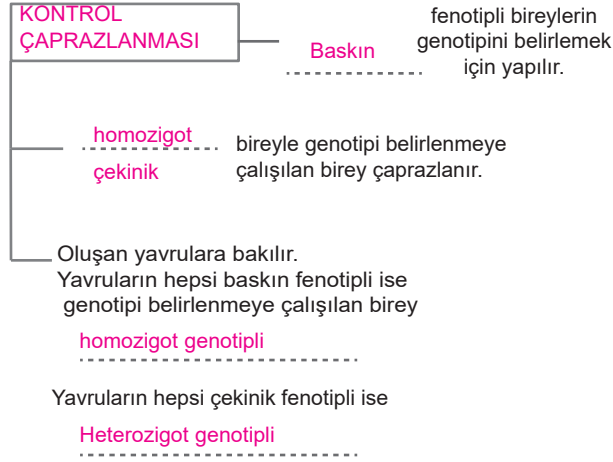 KONTROL
ÇAPRAZLANMASI
Baskın
fenotipli bireylerin
genotipini belirlemek
için yapılır.
homozigot
çekinik
bireyle genotipi belirlenmeye
çalışılan birey çaprazlanır.
Oluşan yavrulara bakılır.
Yavruların hepsi baskın fenotipli ise
genotipi belirlenmeye çalışılan birey
homozigot genotipli
Yavruların hepsi çekinik fenotipli ise
Heterozigot genotipli